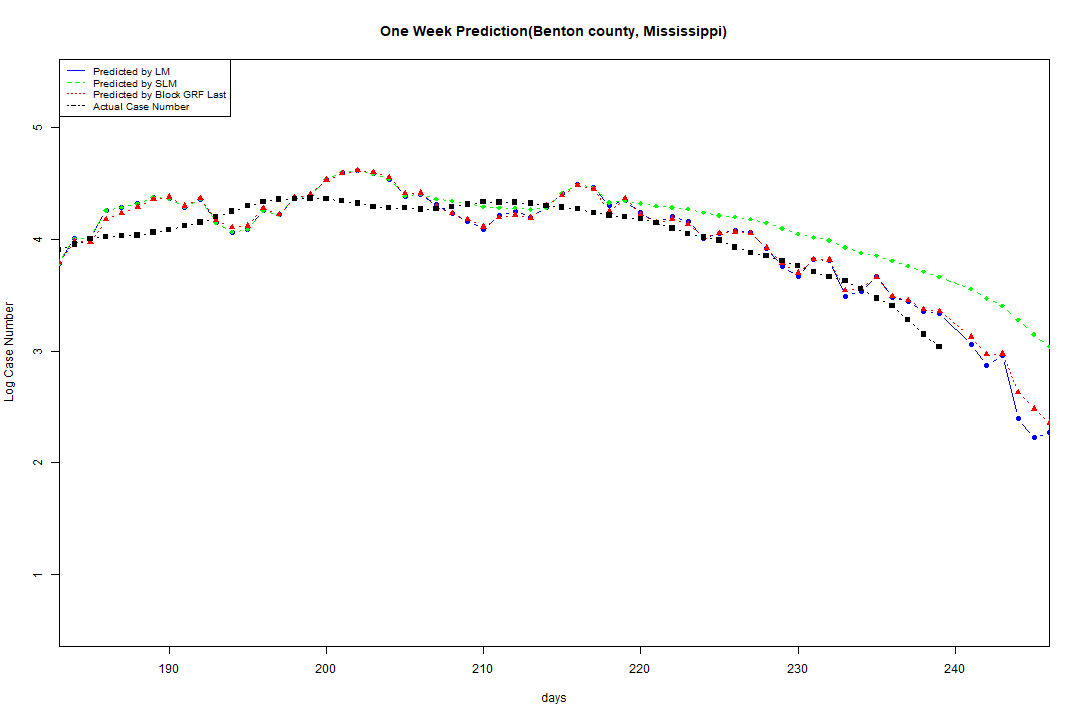 One Week Prediction(Benton county, Mississippi)
Predicted by LM
Predicted by SLM
Predicted by Block GRF Last
Actual Case Number
5
4
3
2
1
Log Case Number
190 200 210 220 230 240
days